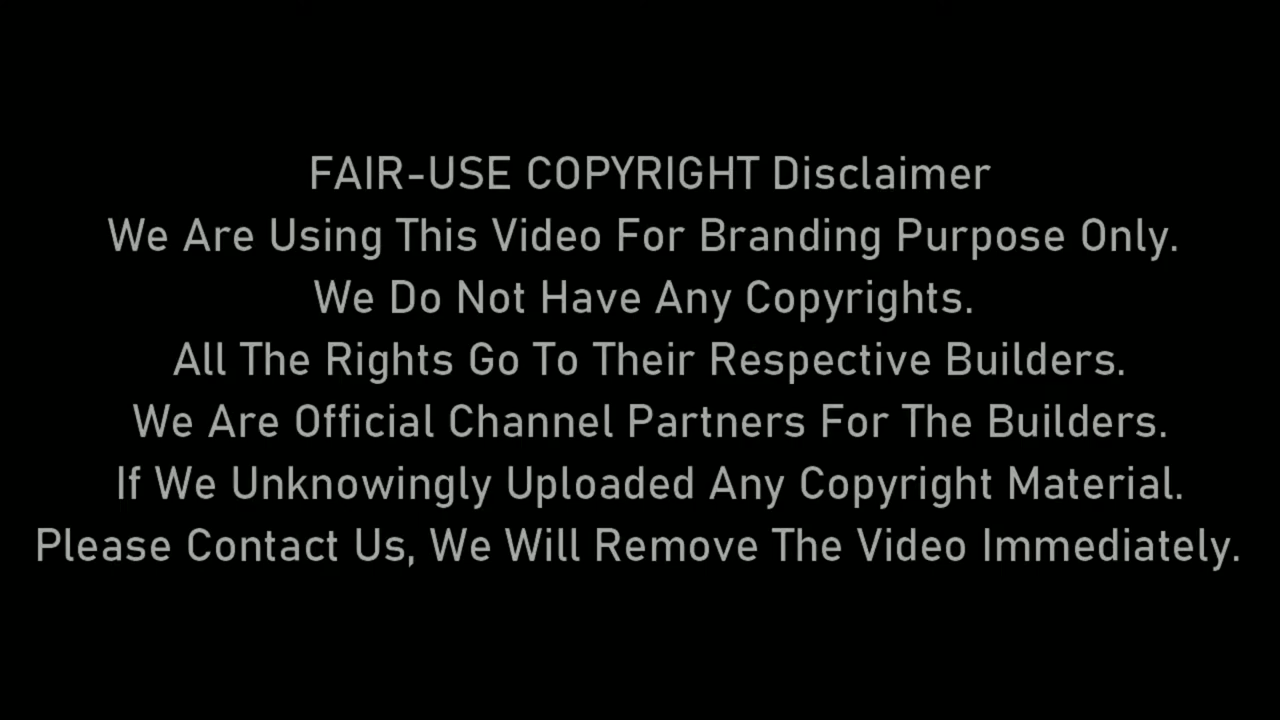 FAIR-USE COPYRIGHT Disclaimer
We Are Using This Video For Branding Purpose Only.
We Do Not Have Any Copyrights.
All The Rights Go To Their Respective Builders.
We Are Official Channel Partners For The Builders.
If We Unknowingly Uploaded Any Copyright Material.
Please Contact Us, We Will Remove The Video Immediately.